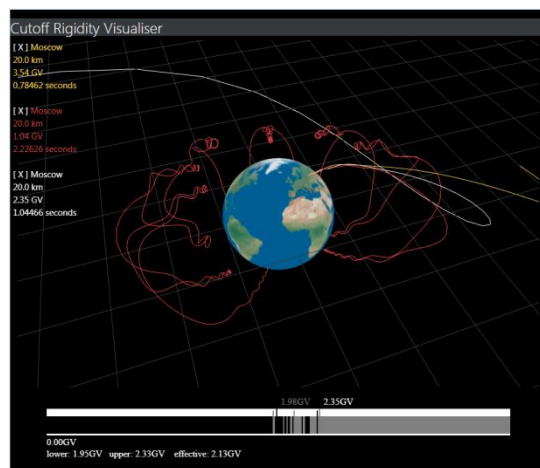 Cutoff Rigidity Visualiser
[ X ] Moscow
20.0 km
3.54 GV
0.78462 seconds
[ X ] Moscow
20.0 km
1.04 GV
2.22626 seconds
[ X ] Moscow
20.0 km
2.35 GV
1.04466 seconds
1.98GV 2.35GV
0.00GV
lower: 1.95GV upper: 2.33GV effective: 2.13GV